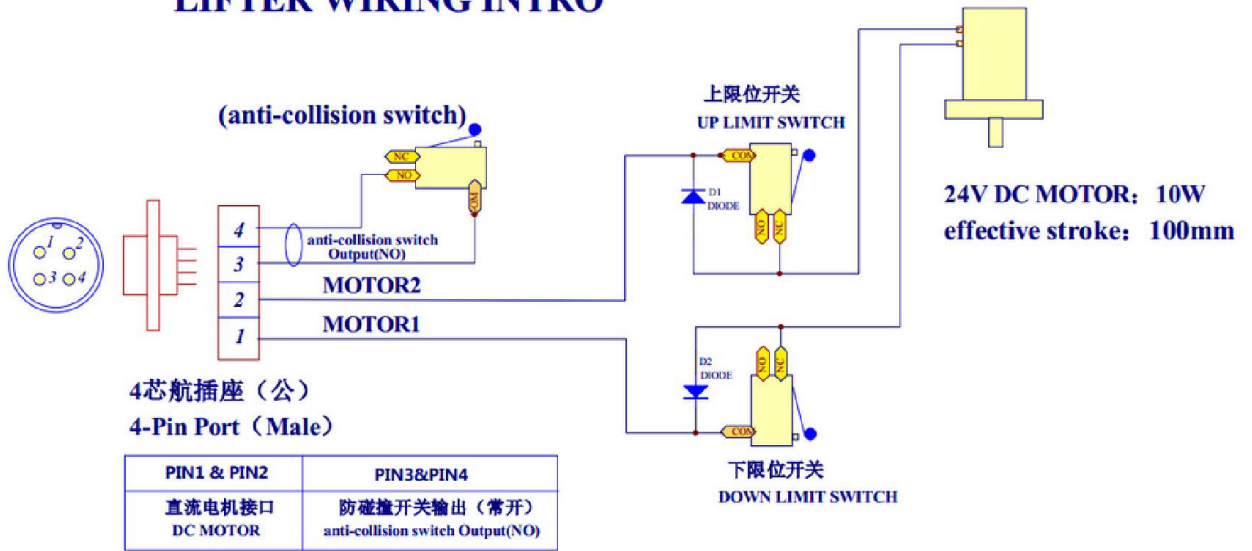 LIFTER WIRING INTRO
(anti-collision switch)
NC
NO
COM
4
3
2
1
anti-collision switch
Output(NO)
MOTOR2
MOTOR1
1
2
3
4
4芯航插座（公）
4-Pin Port（Male）
PIN1 & PIN2
PIN3&PIN4
直流电机接口
DC MOTOR
防碰撞开关输出（常开）
anti-collision switch Output(NO)
上限位开关
UP LIMIT SWITCH
COM
D1
DIODE
NO
NC
D2
DIODE
NO
NC
COM
下限位开关
DOWN LIMIT SWITCH
24V DC MOTOR：10W
effective stroke：100mm